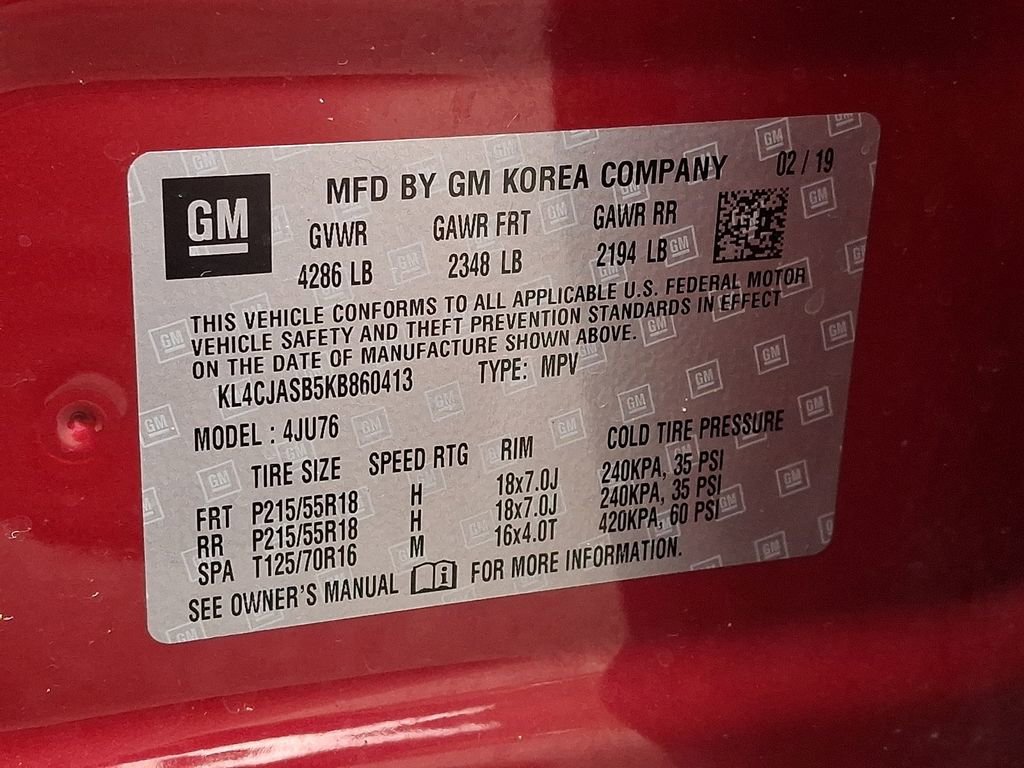 GM
MFD BY GM KOREA COMPANY 02 / 19
GVWR GAWR FRT GAWR RR
4286 LB 2348 LB 2194 LB
THIS VEHICLE CONFORMS TO ALL APPLICABLE U.S. FEDERAL MOTOR
VEHICLE SAFETY AND THEFT PREVENTION STANDARDS IN EFFECT
ON THE DATE OF MANUFACTURE SHOWN ABOVE.
KL4CJASB5KB860413 TYPE: MPV
MODEL : 4JU76
TIRE SIZE SPEED RTG RIM COLD TIRE PRESSURE
FRT P215/55R18 H 18x7.0J 240KPA, 35 PSI
RR P215/55R18 H 18x7.0J 240KPA, 35 PSI
SPA T125/70R16 M 16x4.0T 420KPA, 60 PSI
SEE OWNER'S MANUAL FOR MORE INFORMATION.